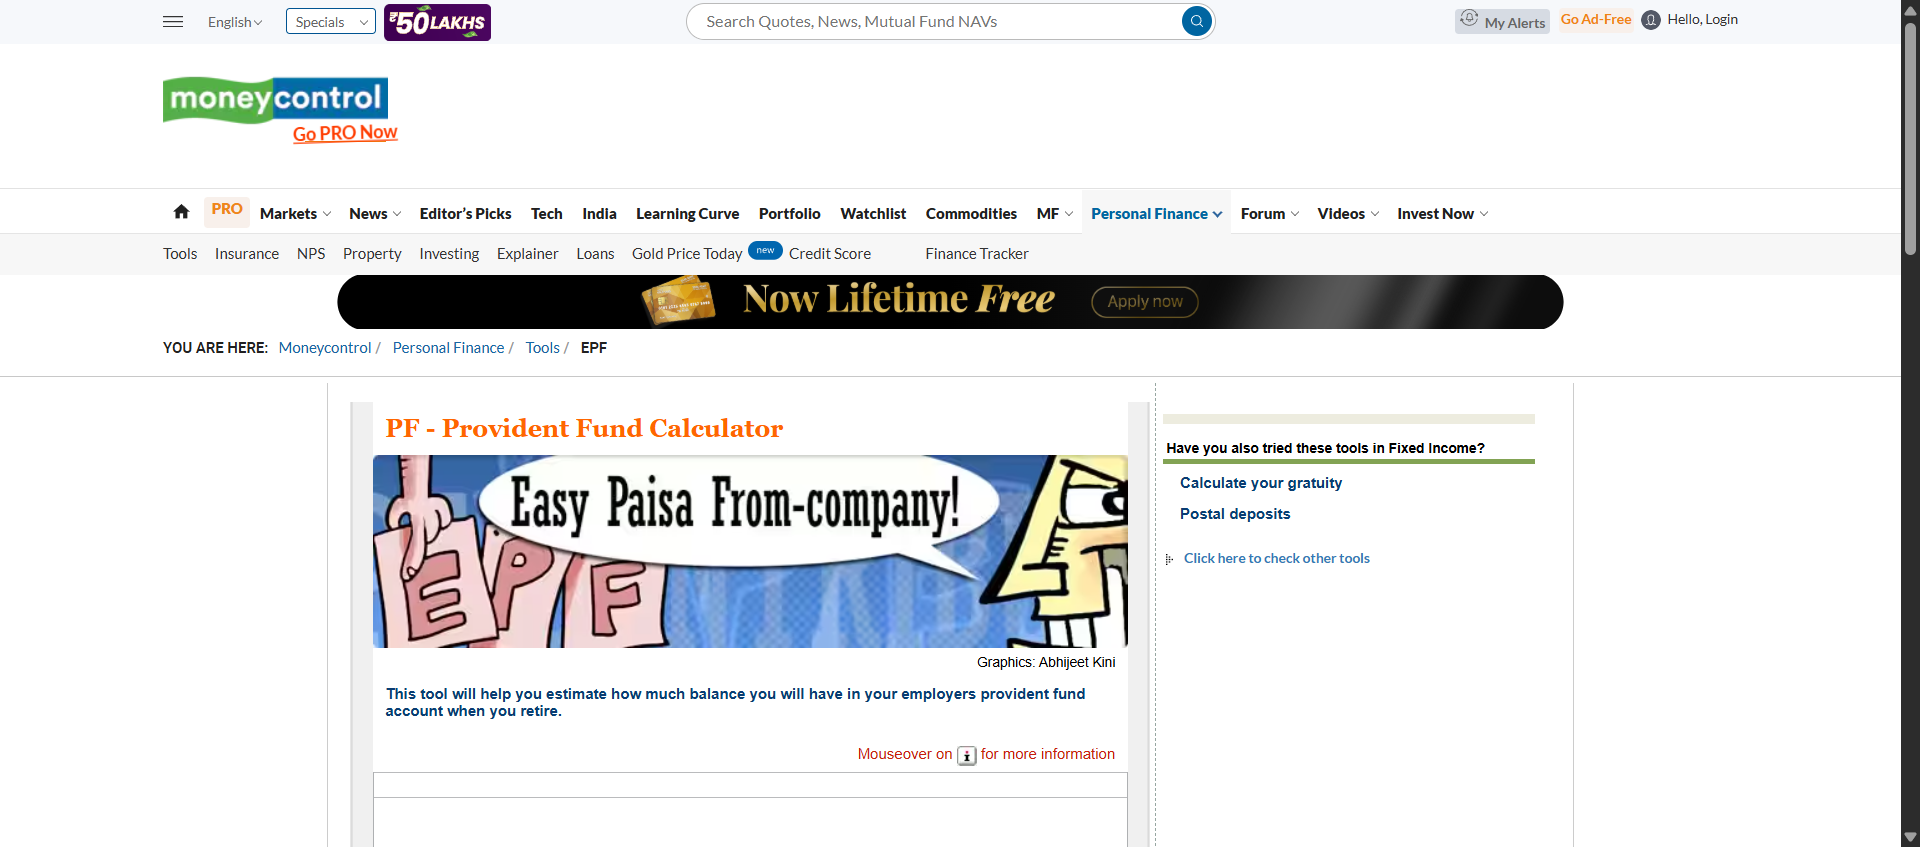 English
Specials
₹50 LAKHS
Search Quotes, News, Mutual Fund NAVs
My Alerts
Go Ad-Free
Hello, Login
moneycontrol
Go PRO Now
PRO
Markets
News
Editor's Picks
Tech
India
Learning Curve
Portfolio
Watchlist
Commodities
MF
Personal Finance
Forum
Videos
Invest Now
Tools
Insurance
NPS
Property
Investing
Explainer
Loans
Gold Price Today
new
Credit Score
Finance Tracker
Now Lifetime Free
Apply now
YOU ARE HERE: Moneycontrol / Personal Finance / Tools / EPF
PF - Provident Fund Calculator
Easy Paisa From-company!
EPF
Graphics: Abhijeet Kini
This tool will help you estimate how much balance you will have in your employers provident fund
account when you retire.
Mouseover on i for more information
Have you also tried these tools in Fixed Income?
Calculate your gratuity
Postal deposits
Click here to check other tools